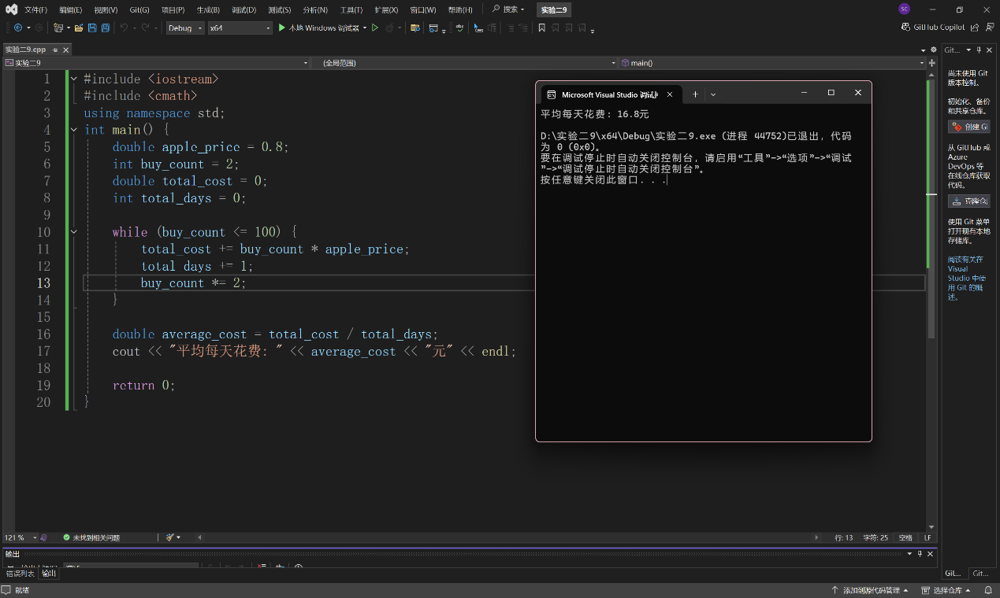 文件(F) 编辑(E) 视图(V) Git(G) 项目(P) 生成(B) 调试(D) 测试(S) 分析(N) 工具(T) 扩展(X) 窗口(W) 帮助(H) 搜索 实验二9 SC
Debug x64 本地 Windows 调试器 GitHub Copilot
实验二9.cpp Git...
实验二9 (全局范围) main()
1 #include <iostream>
2 #include <cmath>
3 using namespace std;
4 int main() {
5 double apple_price = 0.8;
6 int buy_count = 2;
7 double total_cost = 0;
8 int total_days = 0;
9
10 while (buy_count <= 100) {
11 total_cost += buy_count * apple_price;
12 total_days += 1;
13 buy_count *= 2;
14 }
15
16 double average_cost = total_cost / total_days;
17 cout << "平均每天花费: " << average_cost << "元" << endl;
18
19 return 0;
20 }
Microsoft Visual Studio 调试
平均每天花费: 16.8元
D:\实验二9\x64\Debug\实验二9.exe (进程 44752)已退出，代码
为 0 (0x0)。
要在调试停止时自动关闭控制台，请启用“工具”->“选项”->“调试
”->“调试停止时自动关闭控制台”。
按任意键关闭此窗口. . .
尚未使用 Git
版本控制。
初始化、备份
和共享仓库。
创建 Gi
从 GitHub 或
Azure
DevOps 等
在线仓库获取
代码。
克隆仓
使用 Git 菜单
打开现有本地
存储库。
阅读有关在
Visual
Studio 中使
用 Git 的概
述。
121 % 未找到相关问题 行: 13 字符: 25 空格 LF
输出
错误列表 输出 Git... Git...
就绪 添加到源代码管理 选择仓库